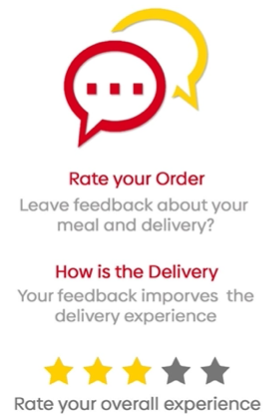 Rate your Order
Leave feedback about your
meal and delivery?
How is the Delivery
Your feedback imporves the
delivery experience
Rate your overall experience